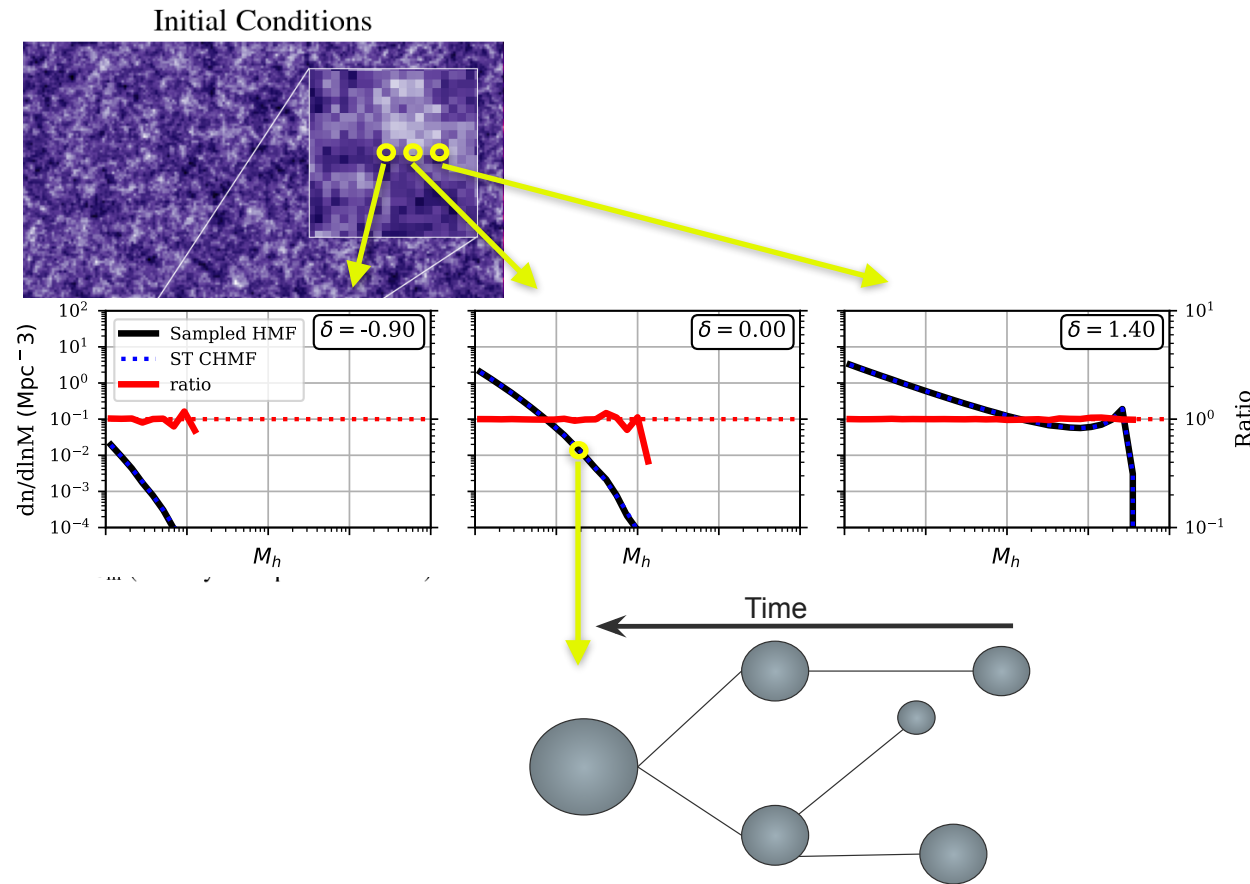 Initial Conditions
10²
10¹
10⁰
10⁻¹
10⁻²
10⁻³
10⁻⁴
dn/dlnM (Mpc⁻3)
Sampled HMF
ST CHMF
ratio
δ = -0.90
δ = 0.00
δ = 1.40
10¹
10⁰
10⁻¹
Ratio
M_h
M_h
M_h
Time